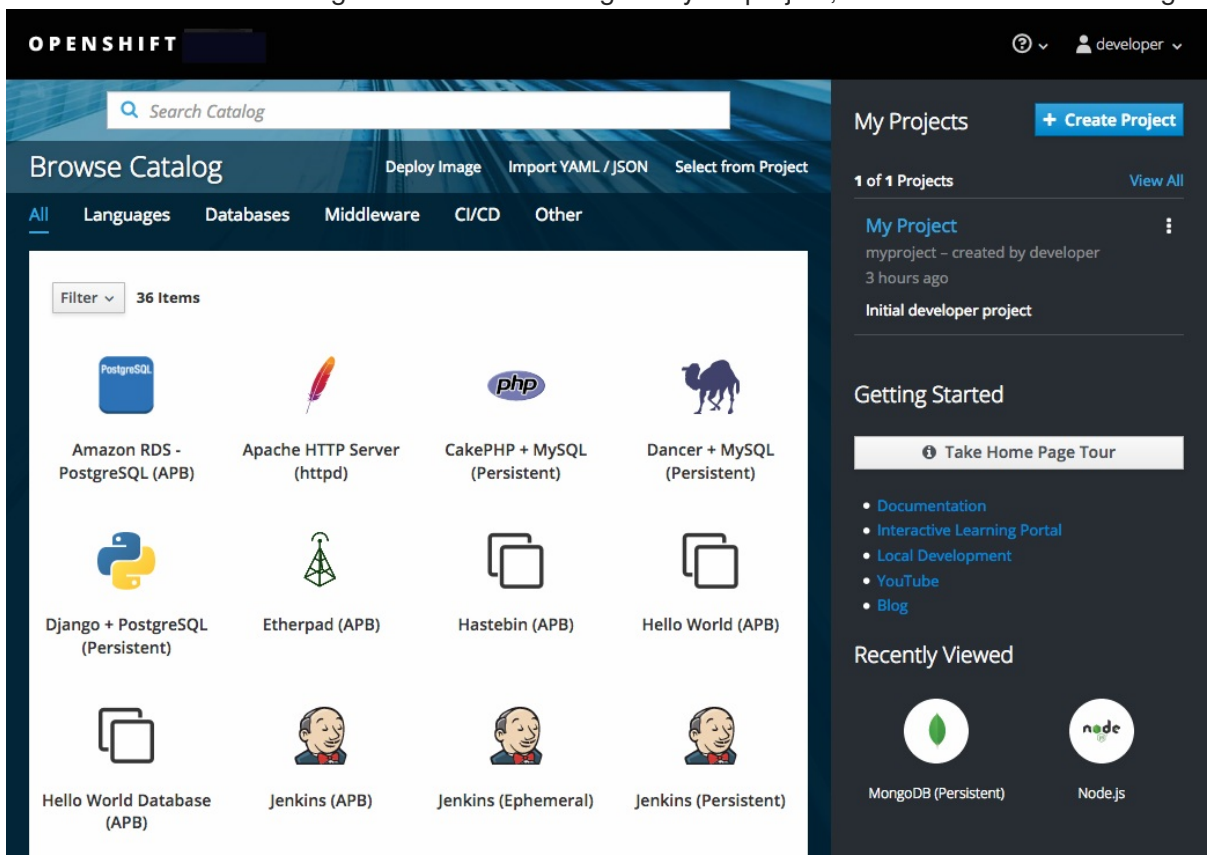 OPENSHIFT
developer
Search Catalog
Browse Catalog
Deploy Image
Import YAML / JSON
Select from Project
All
Languages
Databases
Middleware
CI/CD
Other
Filter
36 Items
PostgreSQL
Amazon RDS -
PostgreSQL (APB)
Apache HTTP Server
(httpd)
php
CakePHP + MySQL
(Persistent)
Dancer + MySQL
(Persistent)
Django + PostgreSQL
(Persistent)
Etherpad (APB)
Hastebin (APB)
Hello World (APB)
Hello World Database
(APB)
Jenkins (APB)
Jenkins (Ephemeral)
Jenkins (Persistent)
My Projects
+ Create Project
1 of 1 Projects
View All
My Project
myproject – created by developer
3 hours ago
Initial developer project
Getting Started
Take Home Page Tour
Documentation
Interactive Learning Portal
Local Development
YouTube
Blog
Recently Viewed
MongoDB (Persistent)
node
Node.js